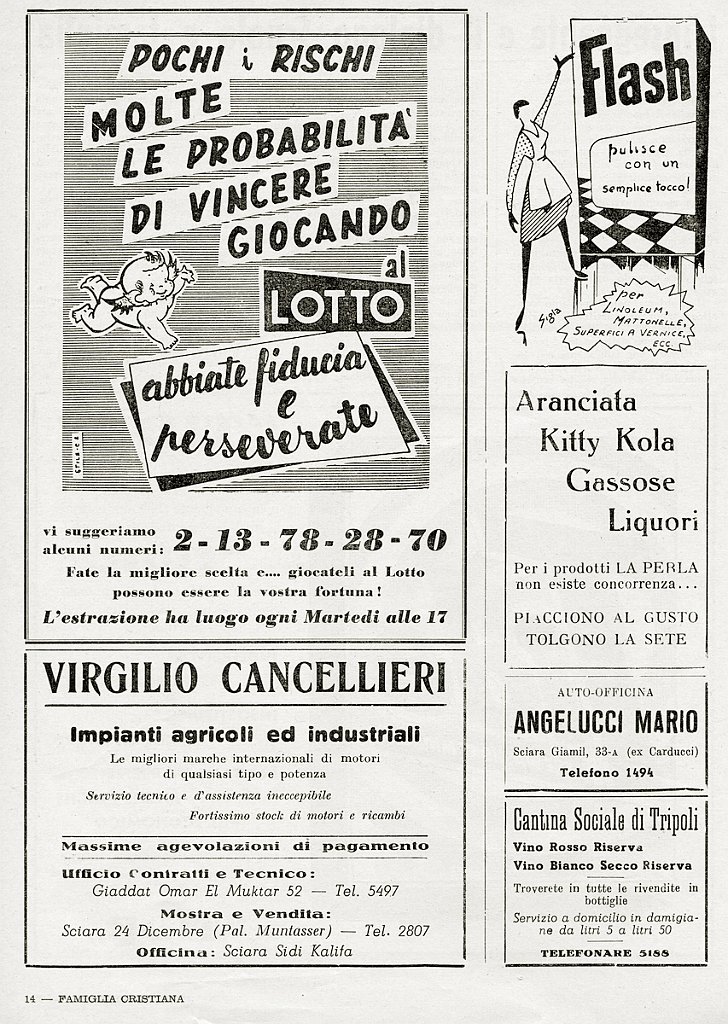 POCHI i RISCHI
MOLTE
LE PROBABILITÀ
DI VINCERE
GIOCANDO
al
LOTTO
abbiate fiducia
e
perseverate
vi suggeriamo
alcuni numeri: 2-13-78-28-70
Fate la migliore scelta e.... giocateli al Lotto
possono essere la vostra fortuna!
L'estrazione ha luogo ogni Martedì alle 17
VIRGILIO CANCELLIERI
Impianti agricoli ed industriali
Le migliori marche internazionali di motori
di qualsiasi tipo e potenza
Servizio tecnico e d'assistenza ineccepibile
Fortissimo stock di motori e ricambi
Massime agevolazioni di pagamento
Ufficio Contratti e Tecnico:
Giaddat Omar El Muktar 52 — Tel. 5497
Mostra e Vendita:
Sciara 24 Dicembre (Pal. Muntasser) — Tel. 2807
Officina: Sciara Sidi Kalifa
Flash
pulisce
con un
semplice tocco!
per
LINOLEUM,
MATTONELLE,
SUPERFICI A VERNICE,
ECC.
Aranciata
Kitty Kola
Gassose
Liquori
Per i prodotti LA PERLA
non esiste concorrenza...
PIACCIONO AL GUSTO
TOLGONO LA SETE
AUTO-OFFICINA
ANGELUCCI MARIO
Sciara Giamil, 33-A (ex Carducci)
Telefono 1494
Cantina Sociale di Tripoli
Vino Rosso Riserva
Vino Bianco Secco Riserva
Troverete in tutte le rivendite in
bottiglie
Servizio a domicilio in damigia-
ne da litri 5 a litri 50
TELEFONARE 5188
14 — FAMIGLIA CRISTIANA